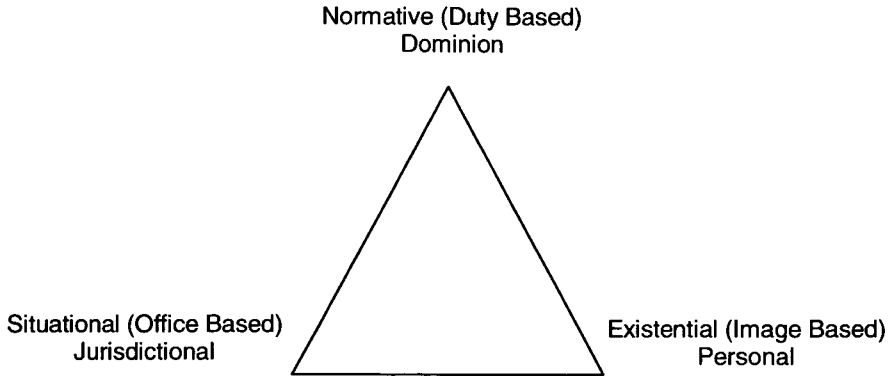 Normative (Duty Based)
Dominion
Situational (Office Based)
Jurisdictional
Existential (Image Based)
Personal